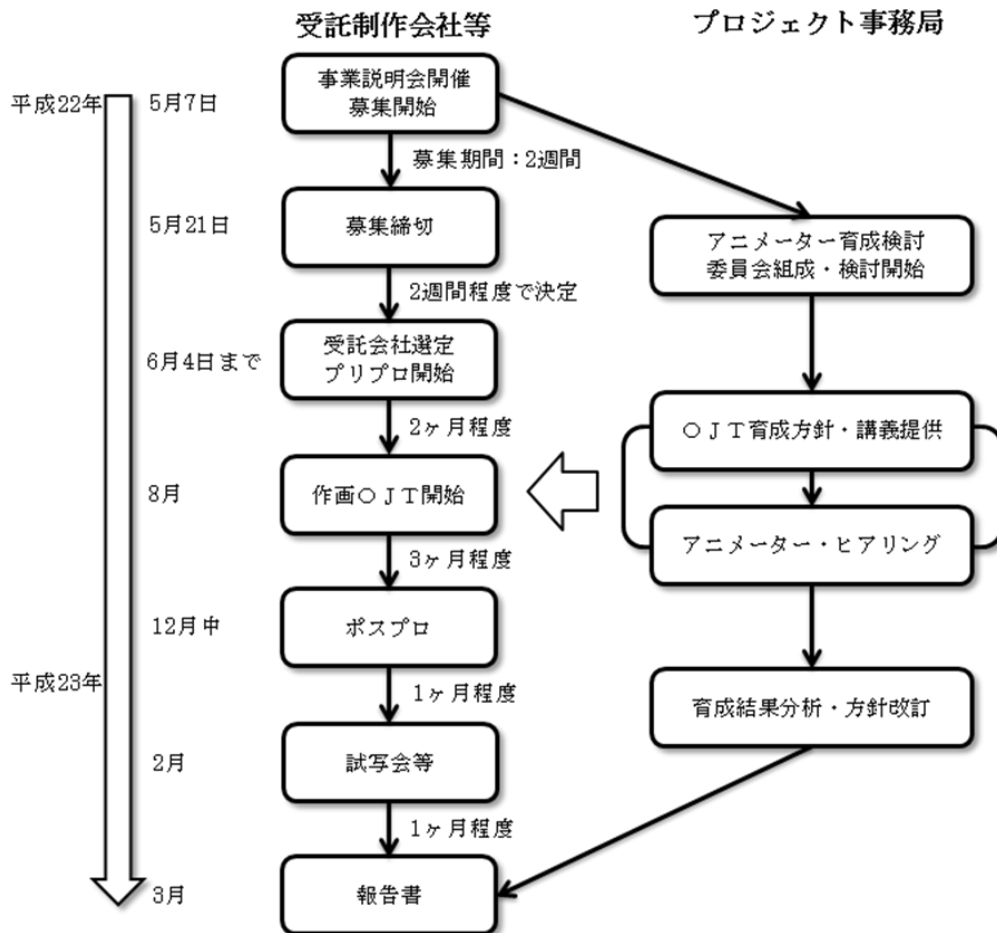 受託制作会社等
プロジェクト事務局
平成22年
5月7日
事業説明会開催
募集開始
募集期間：2週間
5月21日
募集締切
アニメーター育成検討
委員会組成・検討開始
2週間程度で決定
6月4日まで
受託会社選定
プリプロ開始
2ヶ月程度
ＯＪＴ育成方針・講義提供
8月
作画ＯＪＴ開始
アニメーター・ヒアリング
3ヶ月程度
12月中
ポスプロ
平成23年
1ヶ月程度
育成結果分析・方針改訂
2月
試写会等
1ヶ月程度
3月
報告書